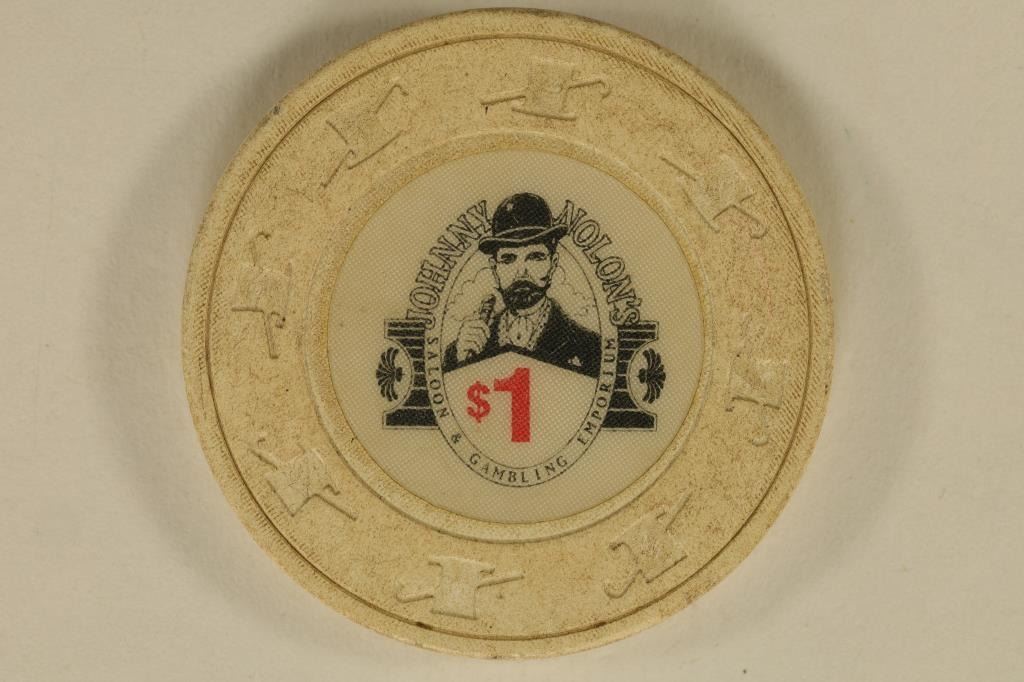 JOHNNY NOLON'S
SALOON & GAMBLING EMPORIUM
$1